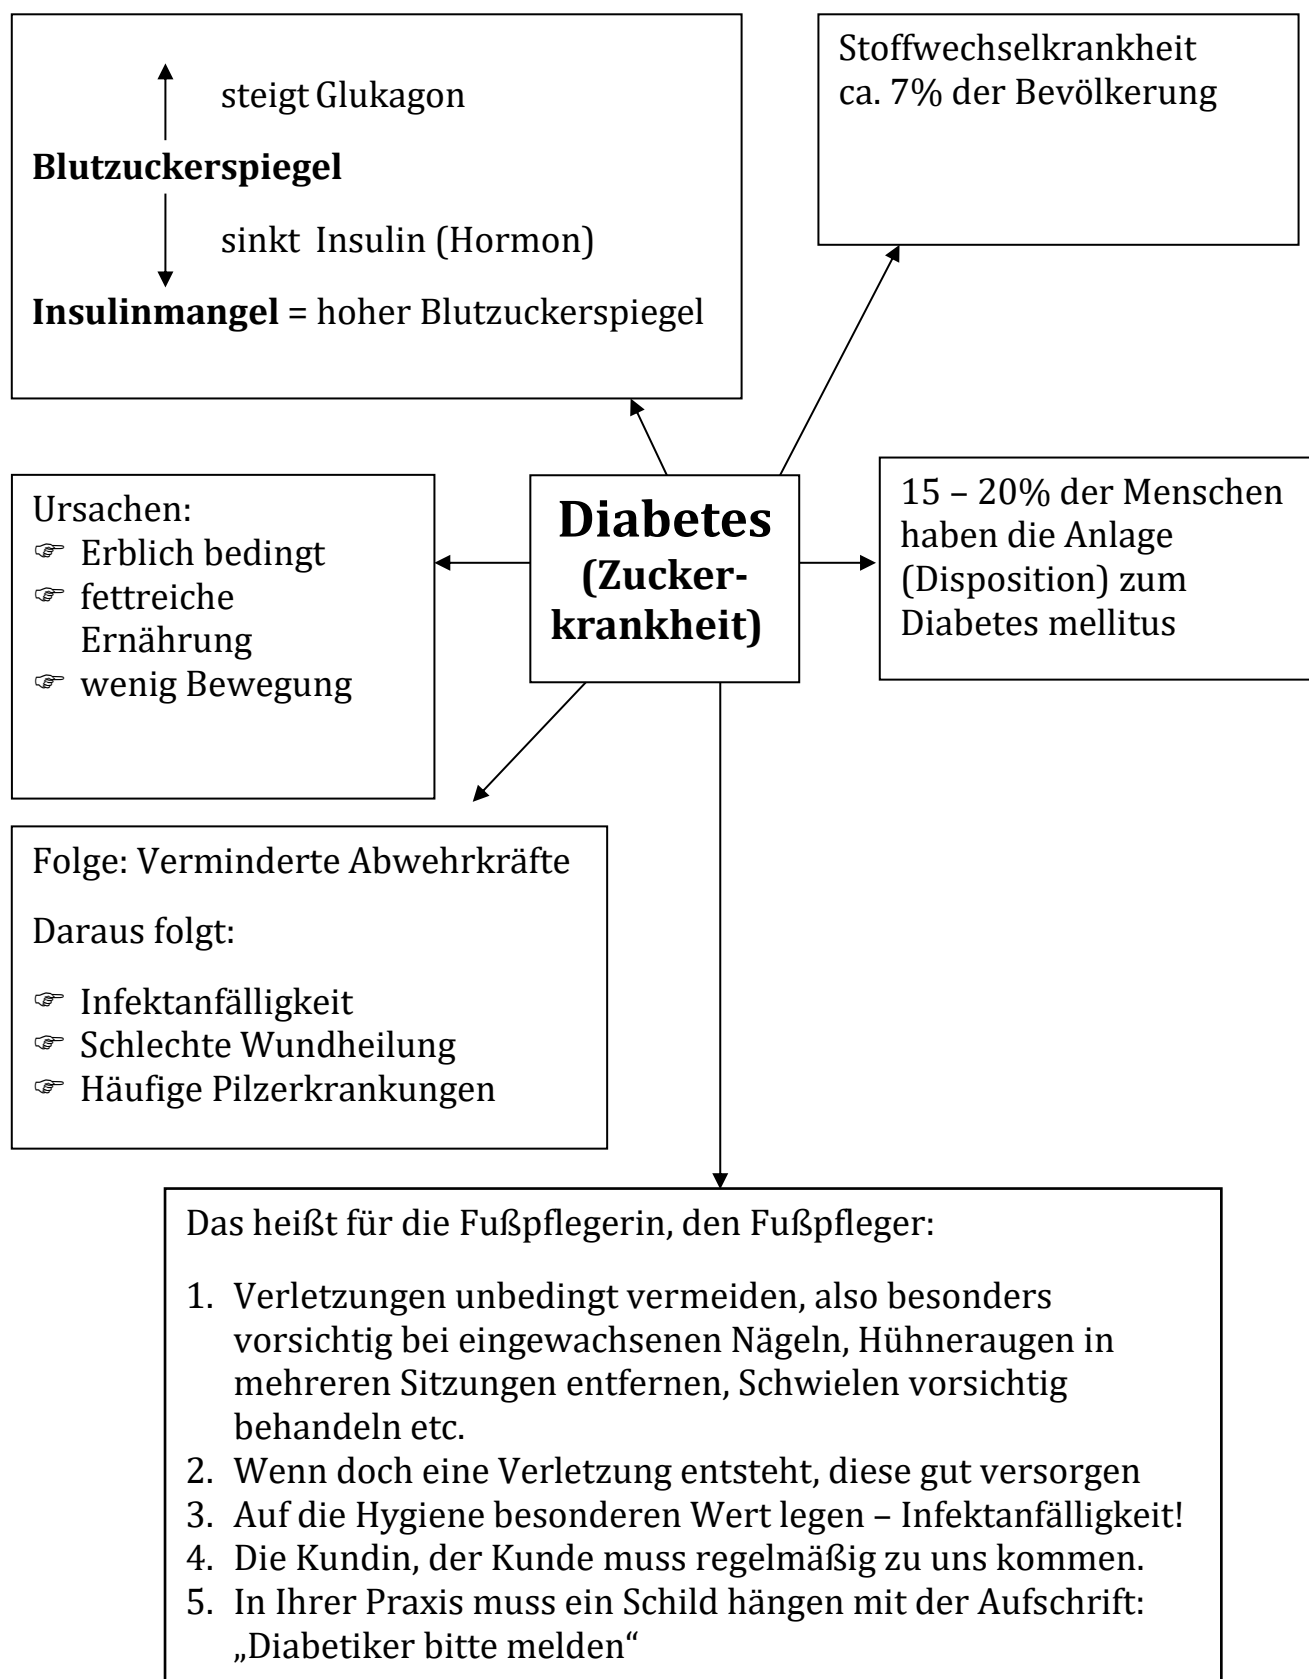 steigt Glukagon
Blutzuckerspiegel
sinkt Insulin (Hormon)
Insulinmangel = hoher Blutzuckerspiegel
Stoffwechselkrankheit
ca. 7% der Bevölkerung
Ursachen:
☞ Erblich bedingt
☞ fettreiche
Ernährung
☞ wenig Bewegung
Diabetes
(Zucker-
krankheit)
15 – 20% der Menschen
haben die Anlage
(Disposition) zum
Diabetes mellitus
Folge: Verminderte Abwehrkräfte
Daraus folgt:
☞ Infektanfälligkeit
☞ Schlechte Wundheilung
☞ Häufige Pilzerkrankungen
Das heißt für die Fußpflegerin, den Fußpfleger:
1. Verletzungen unbedingt vermeiden, also besonders
vorsichtig bei eingewachsenen Nägeln, Hühneraugen in
mehreren Sitzungen entfernen, Schwielen vorsichtig
behandeln etc.
2. Wenn doch eine Verletzung entsteht, diese gut versorgen
3. Auf die Hygiene besonderen Wert legen – Infektanfälligkeit!
4. Die Kundin, der Kunde muss regelmäßig zu uns kommen.
5. In Ihrer Praxis muss ein Schild hängen mit der Aufschrift:
„Diabetiker bitte melden“